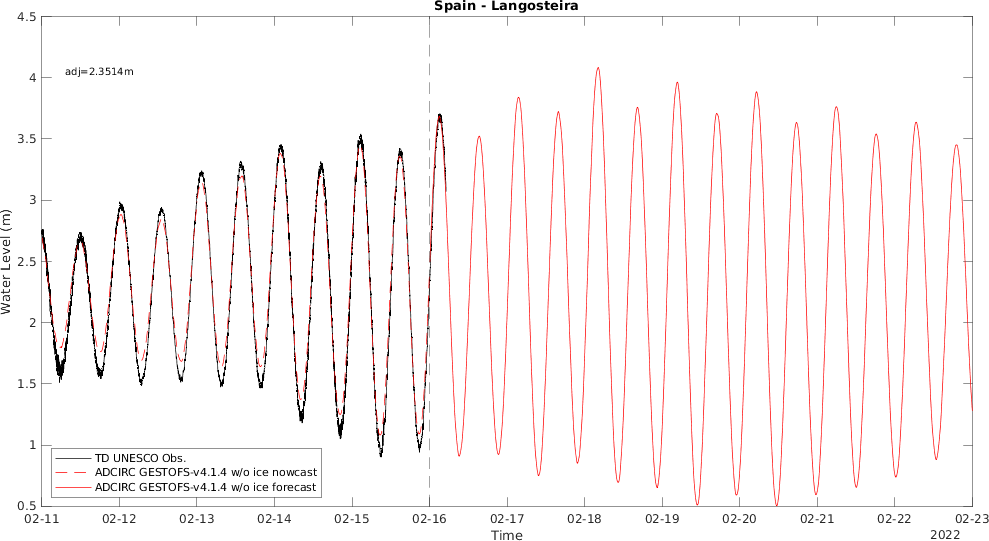 Spain - Langosteira
4.5
4
3.5
3
2.5
2
1.5
1
0.5
Water Level (m)
adj=2.3514m
TD UNESCO Obs.
ADCIRC GESTOFS-v4.1.4 w/o ice nowcast
ADCIRC GESTOFS-v4.1.4 w/o ice forecast
02-11 02-12 02-13 02-14 02-15 02-16 02-17 02-18 02-19 02-20 02-21 02-22 02-23
Time
2022